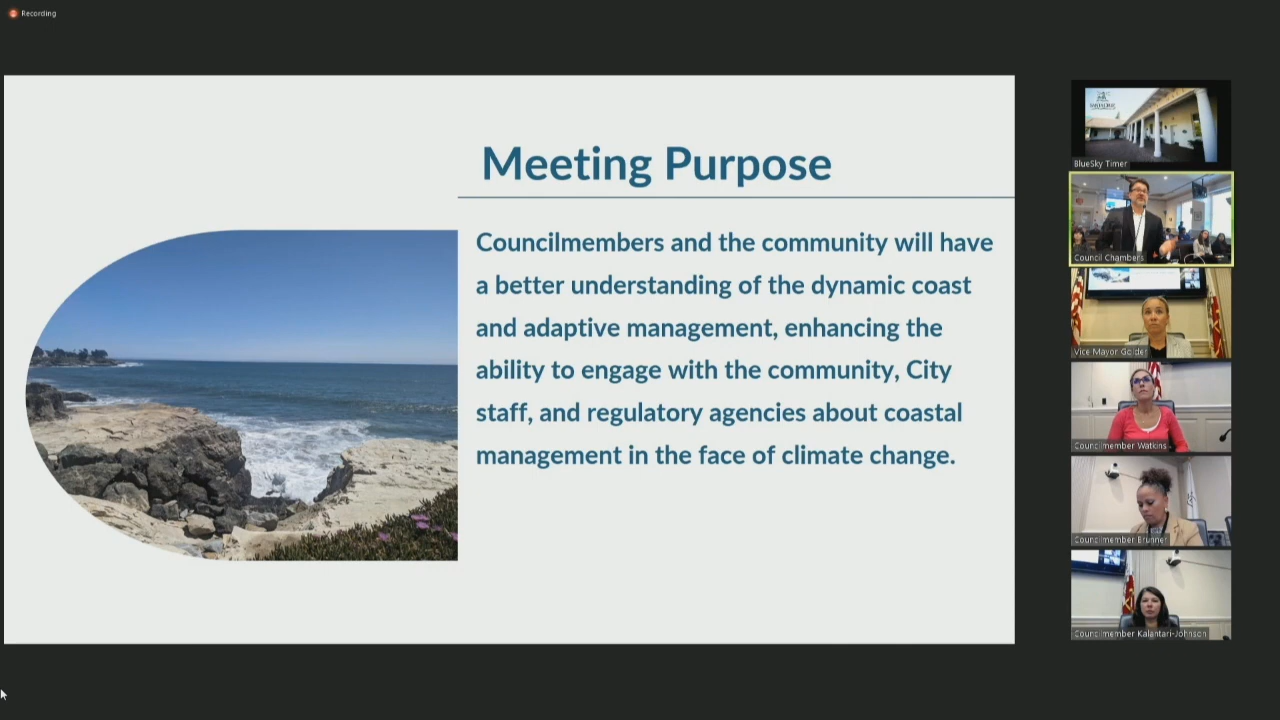 Recording
Meeting Purpose
Councilmembers and the community will have
a better understanding of the dynamic coast
and adaptive management, enhancing the
ability to engage with the community, City
staff, and regulatory agencies about coastal
management in the face of climate change.
SANTA CRUZ
BlueSky Timer
Council Chambers
Vice Mayor Golder
Councilmember Watkins
Councilmember Brunner
Councilmember Kalantari-Johnson